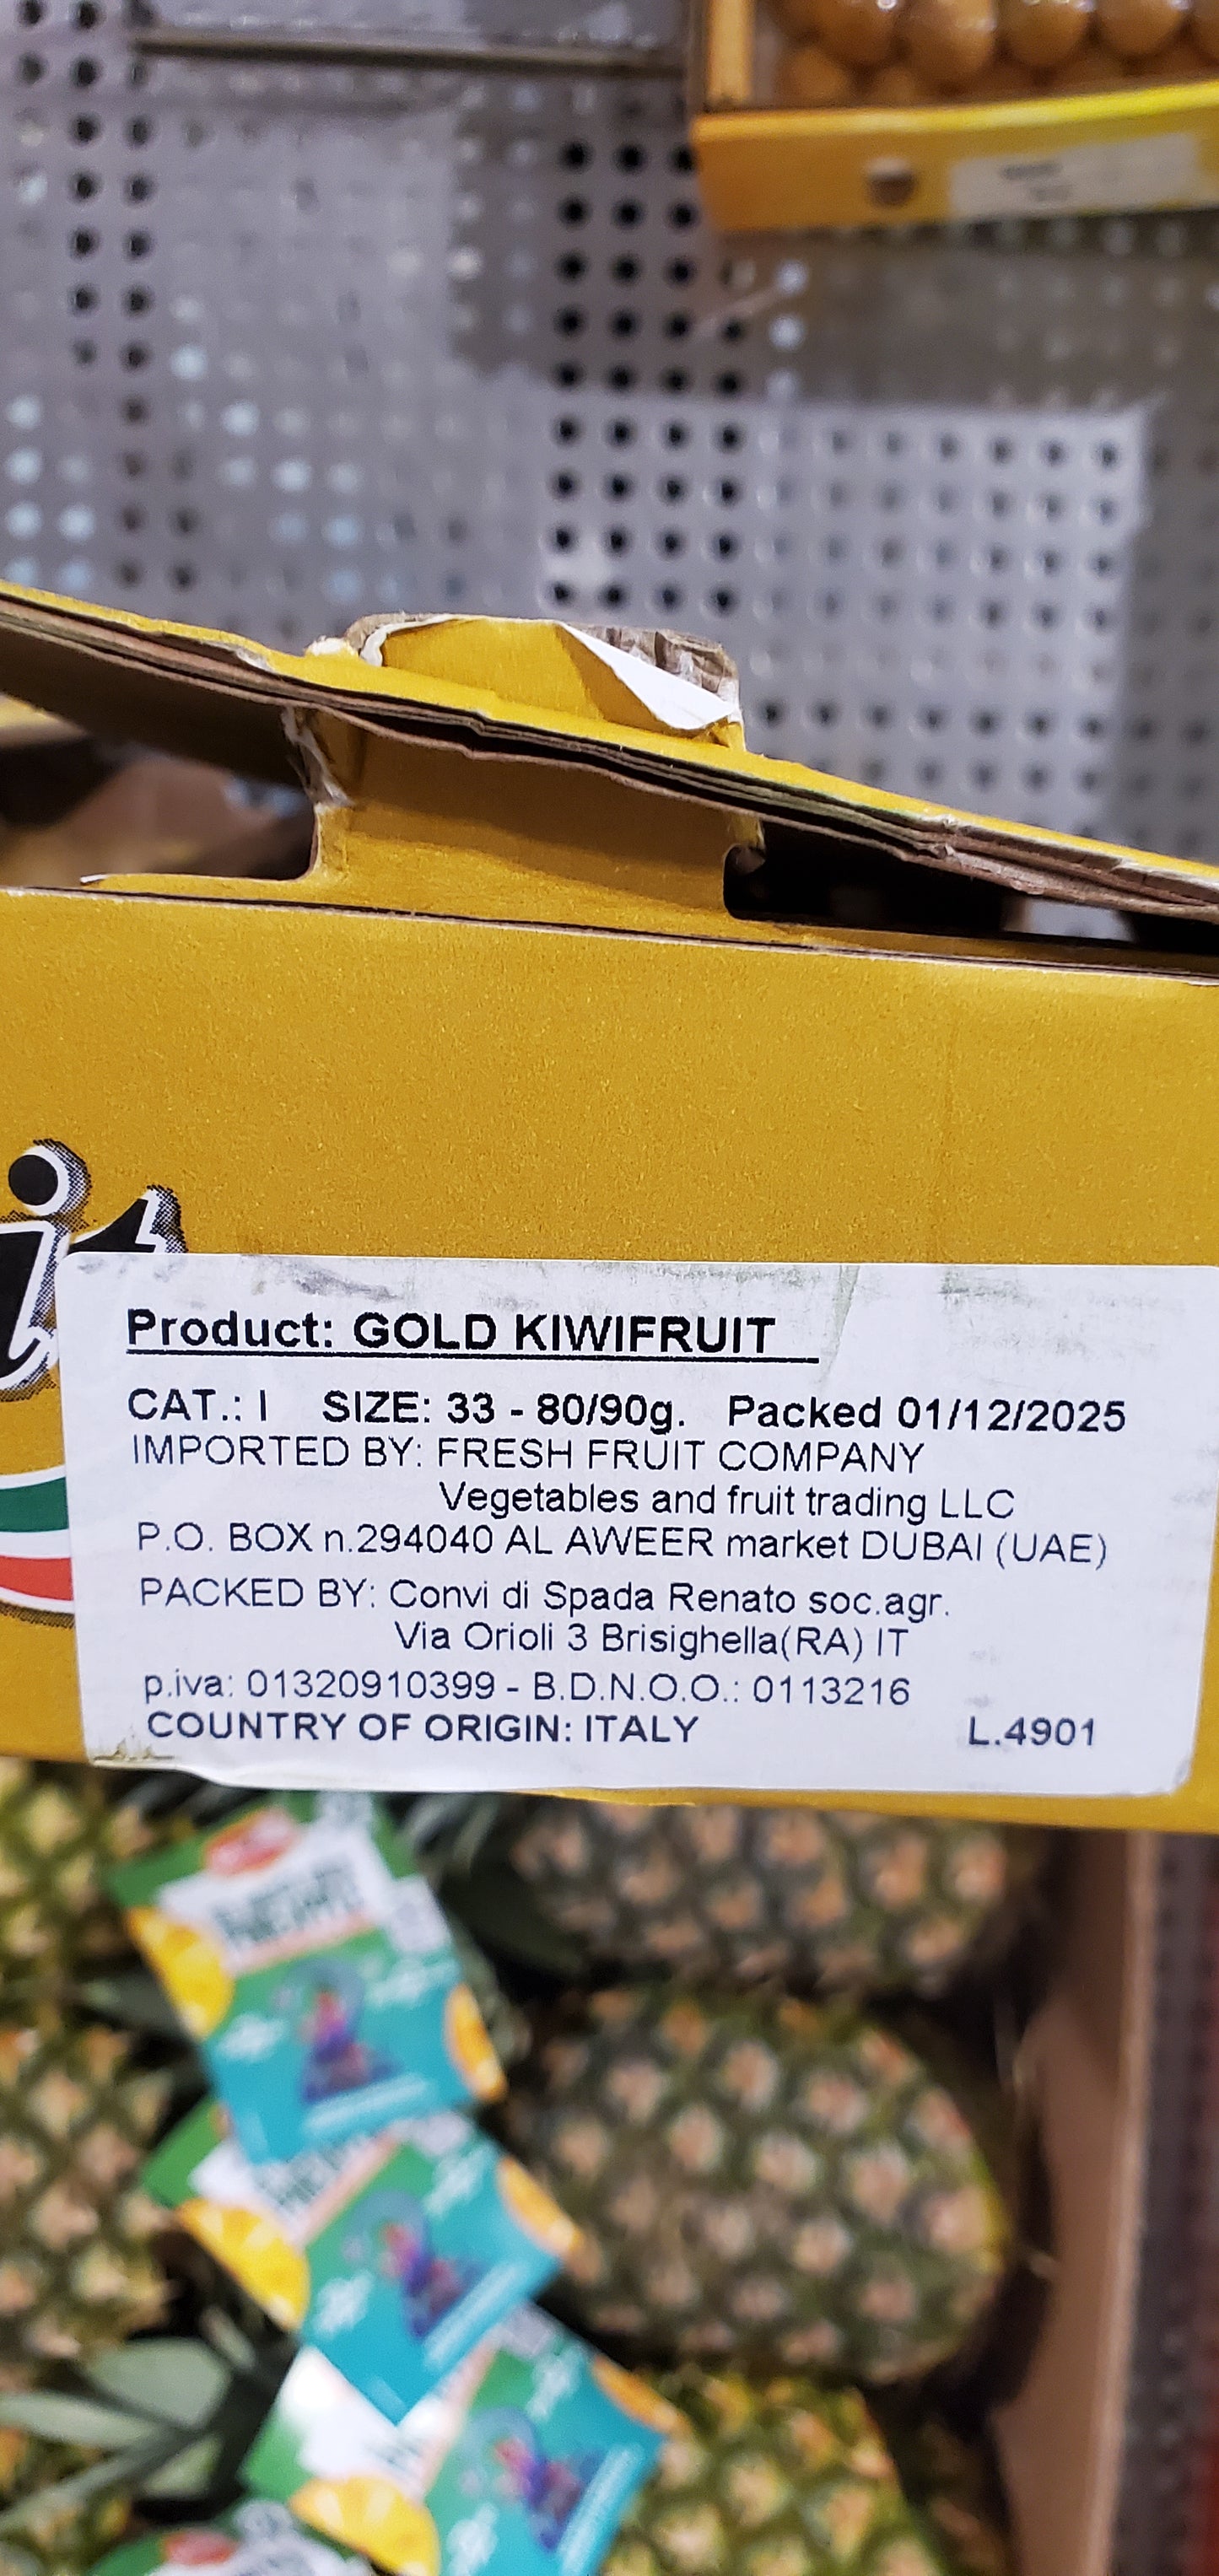 it
Product: GOLD KIWIFRUIT
CAT.: I SIZE: 33 - 80/90g. Packed 01/12/2025
IMPORTED BY: FRESH FRUIT COMPANY
Vegetables and fruit trading LLC
P.O. BOX n.294040 AL AWEER market DUBAI (UAE)
PACKED BY: Convi di Spada Renato soc.agr.
Via Orioli 3 Brisighella(RA) IT
p.iva: 01320910399 - B.D.N.O.O.: 0113216
COUNTRY OF ORIGIN: ITALY L.4901